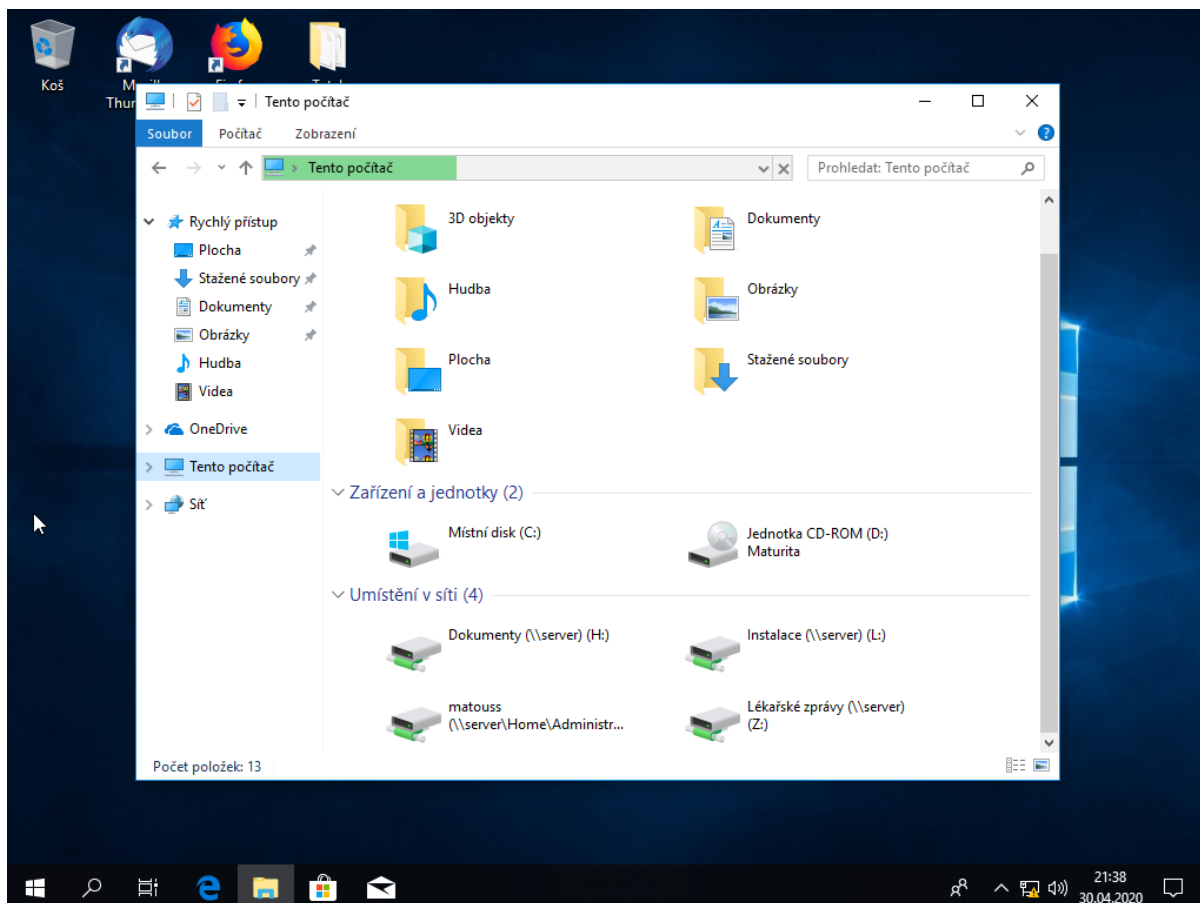 Koš
Thur
Tento počítač
Soubor
Počítač
Zobrazení
Tento počítač
Prohledat: Tento počítač
Rychlý přístup
Plocha
Stažené soubory
Dokumenty
Obrázky
Hudba
Videa
OneDrive
Tento počítač
Síť
3D objekty
Dokumenty
Hudba
Obrázky
Plocha
Stažené soubory
Videa
Zařízení a jednotky (2)
Místní disk (C:)
Jednotka CD-ROM (D:)
Maturita
Umístění v síti (4)
Dokumenty (\\server) (H:)
Instalace (\\server) (L:)
matouss
(\\server\Home\Administr...
Lékařské zprávy (\\server)
(Z:)
Počet položek: 13
21:38
30.04.2020